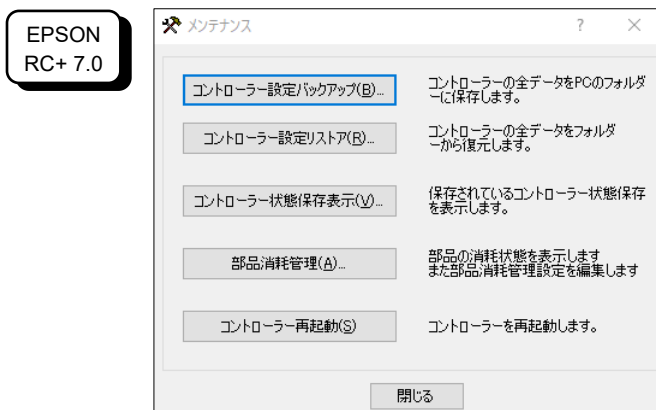 EPSON
RC+ 7.0
メンテナンス
?
コントローラー設定バックアップ(B)...
コントローラーの全データをPCのフォルダ
ーに保存します。
コントローラー設定リストア(R)...
コントローラーの全データをフォルダ
ーから復元します。
コントローラー状態保存表示(V)...
保存されているコントローラー状態保存
を表示します。
部品消耗管理(A)...
部品の消耗状態を表示します
また部品消耗管理設定を編集します
コントローラー再起動(S)
コントローラーを再起動します。
閉じる